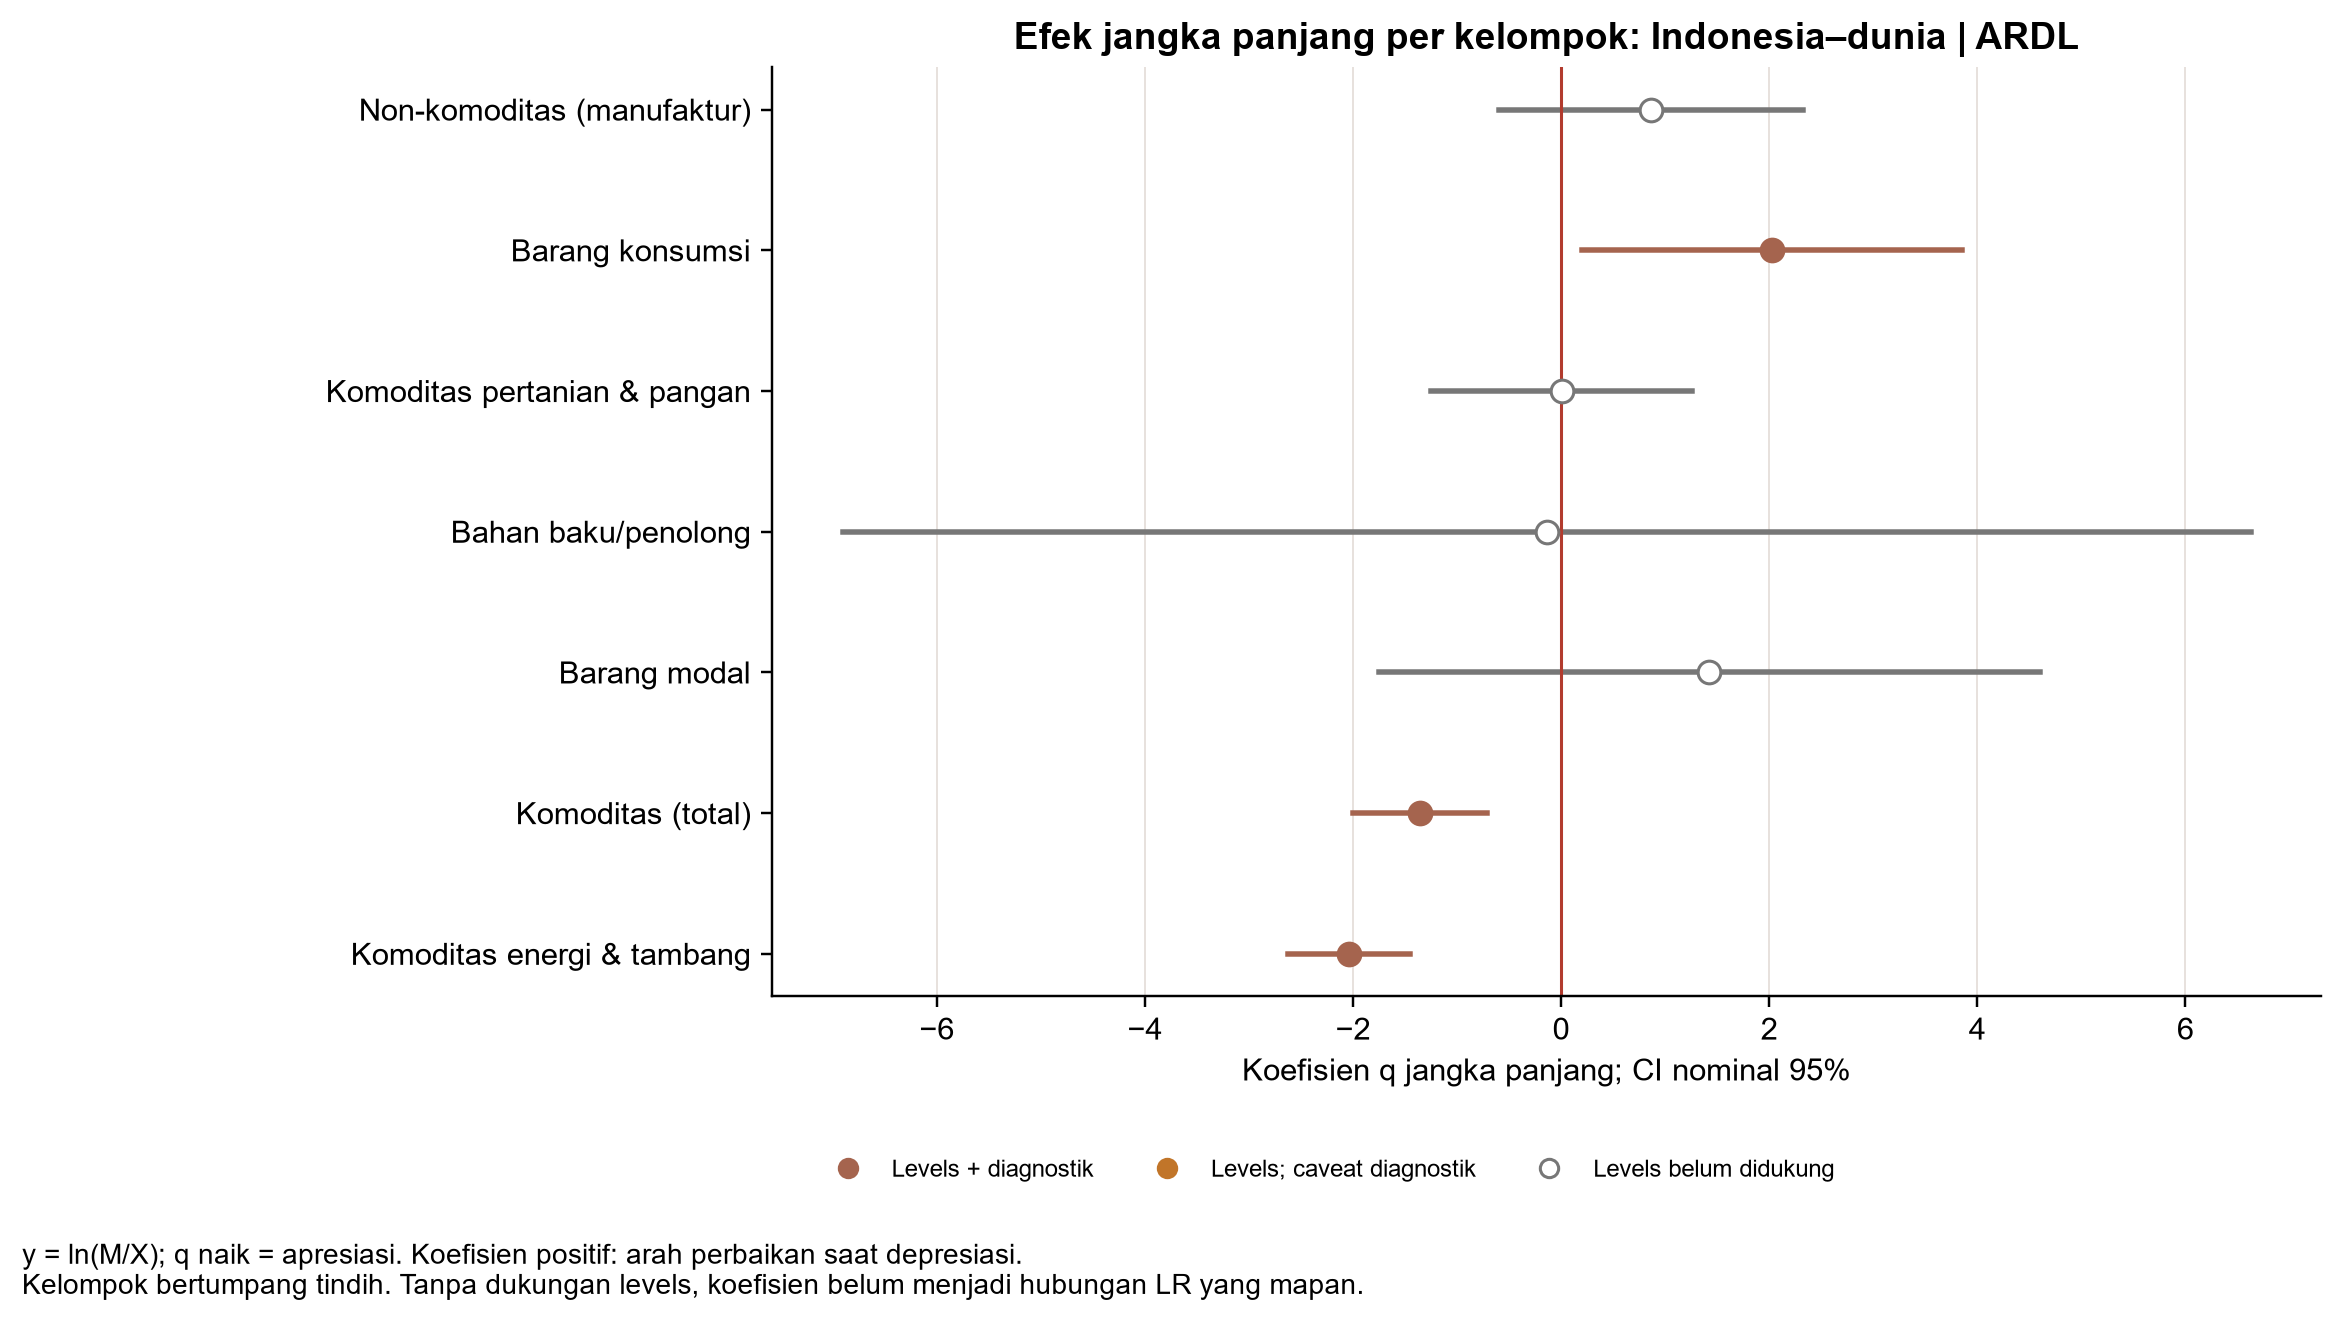 Efek jangka panjang per kelompok: Indonesia–dunia | ARDL
Non-komoditas (manufaktur)
Barang konsumsi
Komoditas pertanian & pangan
Bahan baku/penolong
Barang modal
Komoditas (total)
Komoditas energi & tambang
−6 −4 −2 0 2 4 6
Koefisien q jangka panjang; CI nominal 95%
Levels + diagnostik Levels; caveat diagnostik Levels belum didukung
y = ln(M/X); q naik = apresiasi. Koefisien positif: arah perbaikan saat depresiasi.
Kelompok bertumpang tindih. Tanpa dukungan levels, koefisien belum menjadi hubungan LR yang mapan.